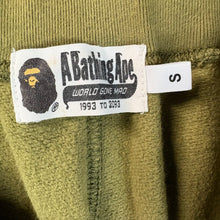 A Bathing Ape
WORLD GONE MAD
1993 TO 2093
S